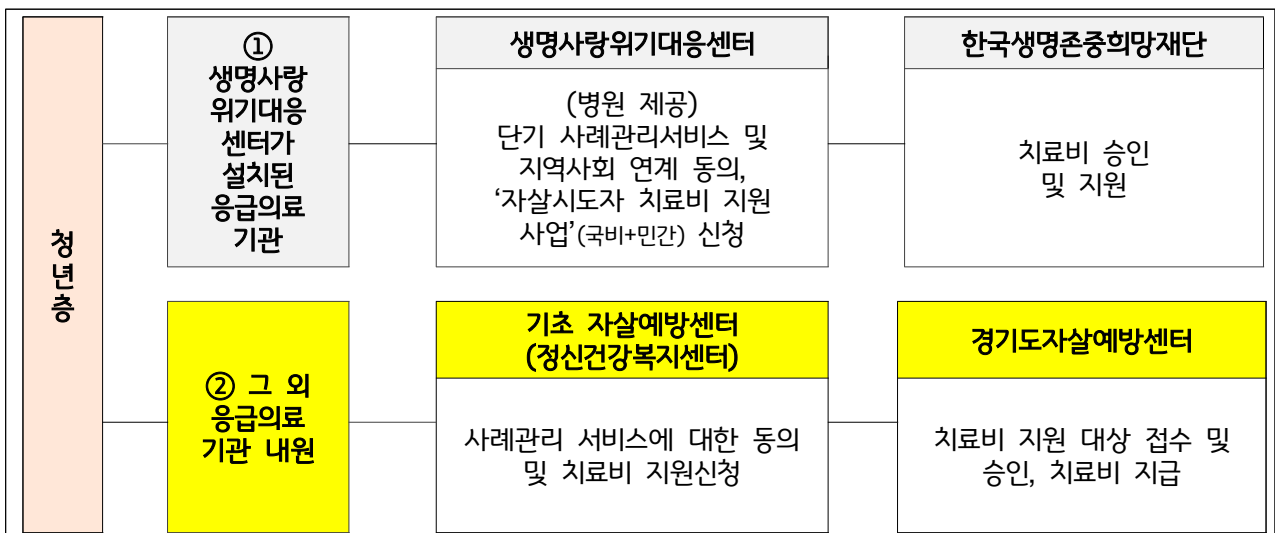 청
년
층
①
생명사랑
위기대응
센터가
설치된
응급의료
기관
생명사랑위기대응센터
(병원 제공)
단기 사례관리서비스 및
지역사회 연계 동의,
‘자살시도자 치료비 지원
사업’(국비+민간) 신청
한국생명존중희망재단
치료비 승인
및 지원
② 그 외
응급의료
기관 내원
기초 자살예방센터
(정신건강복지센터)
사례관리 서비스에 대한 동의
및 치료비 지원신청
경기도자살예방센터
치료비 지원 대상 접수 및
승인, 치료비 지급